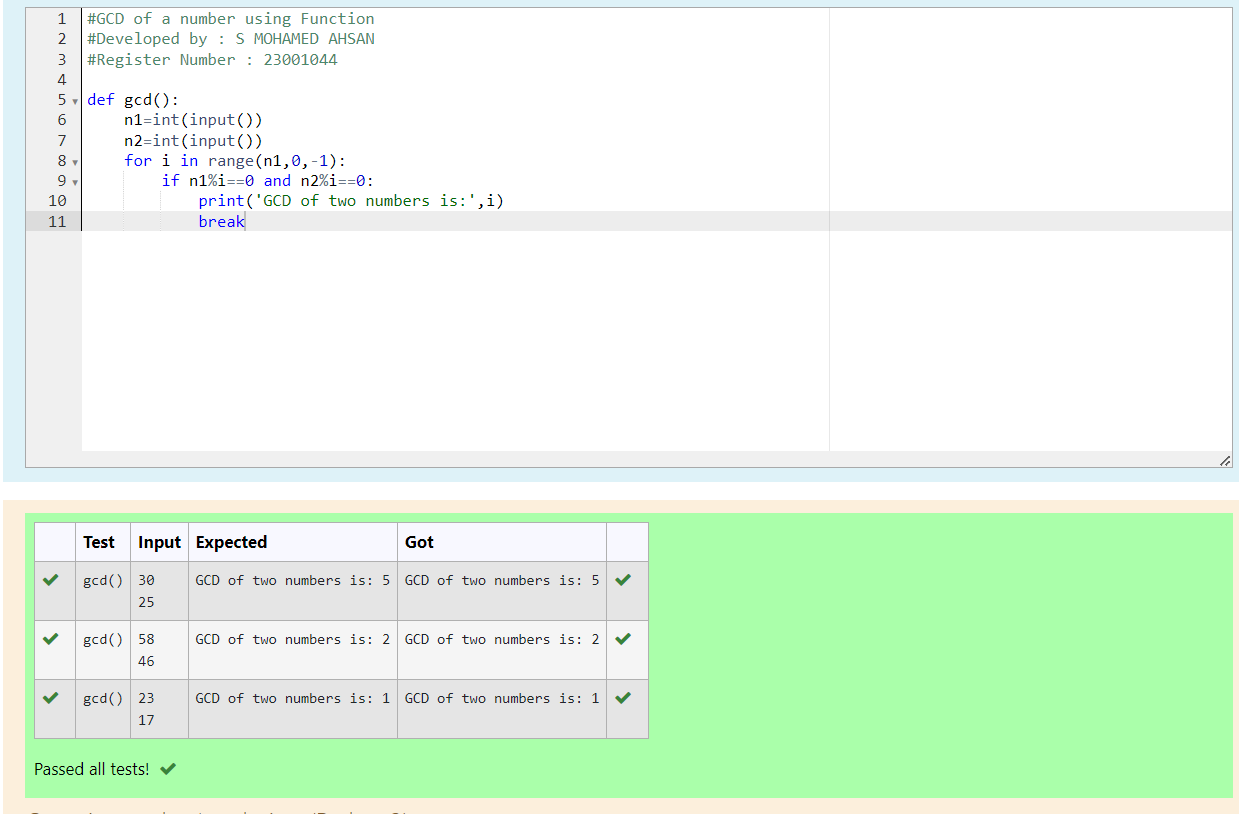 1 #GCD of a number using Function
2 #Developed by : S MOHAMED AHSAN
3 #Register Number : 23001044
4
5 def gcd():
6     n1=int(input())
7     n2=int(input())
8     for i in range(n1,0,-1):
9         if n1%i==0 and n2%i==0:
10             print('GCD of two numbers is:',i)
11             break
Test Input Expected Got
gcd() 30 GCD of two numbers is: 5 GCD of two numbers is: 5
25
gcd() 58 GCD of two numbers is: 2 GCD of two numbers is: 2
46
gcd() 23 GCD of two numbers is: 1 GCD of two numbers is: 1
17
Passed all tests!